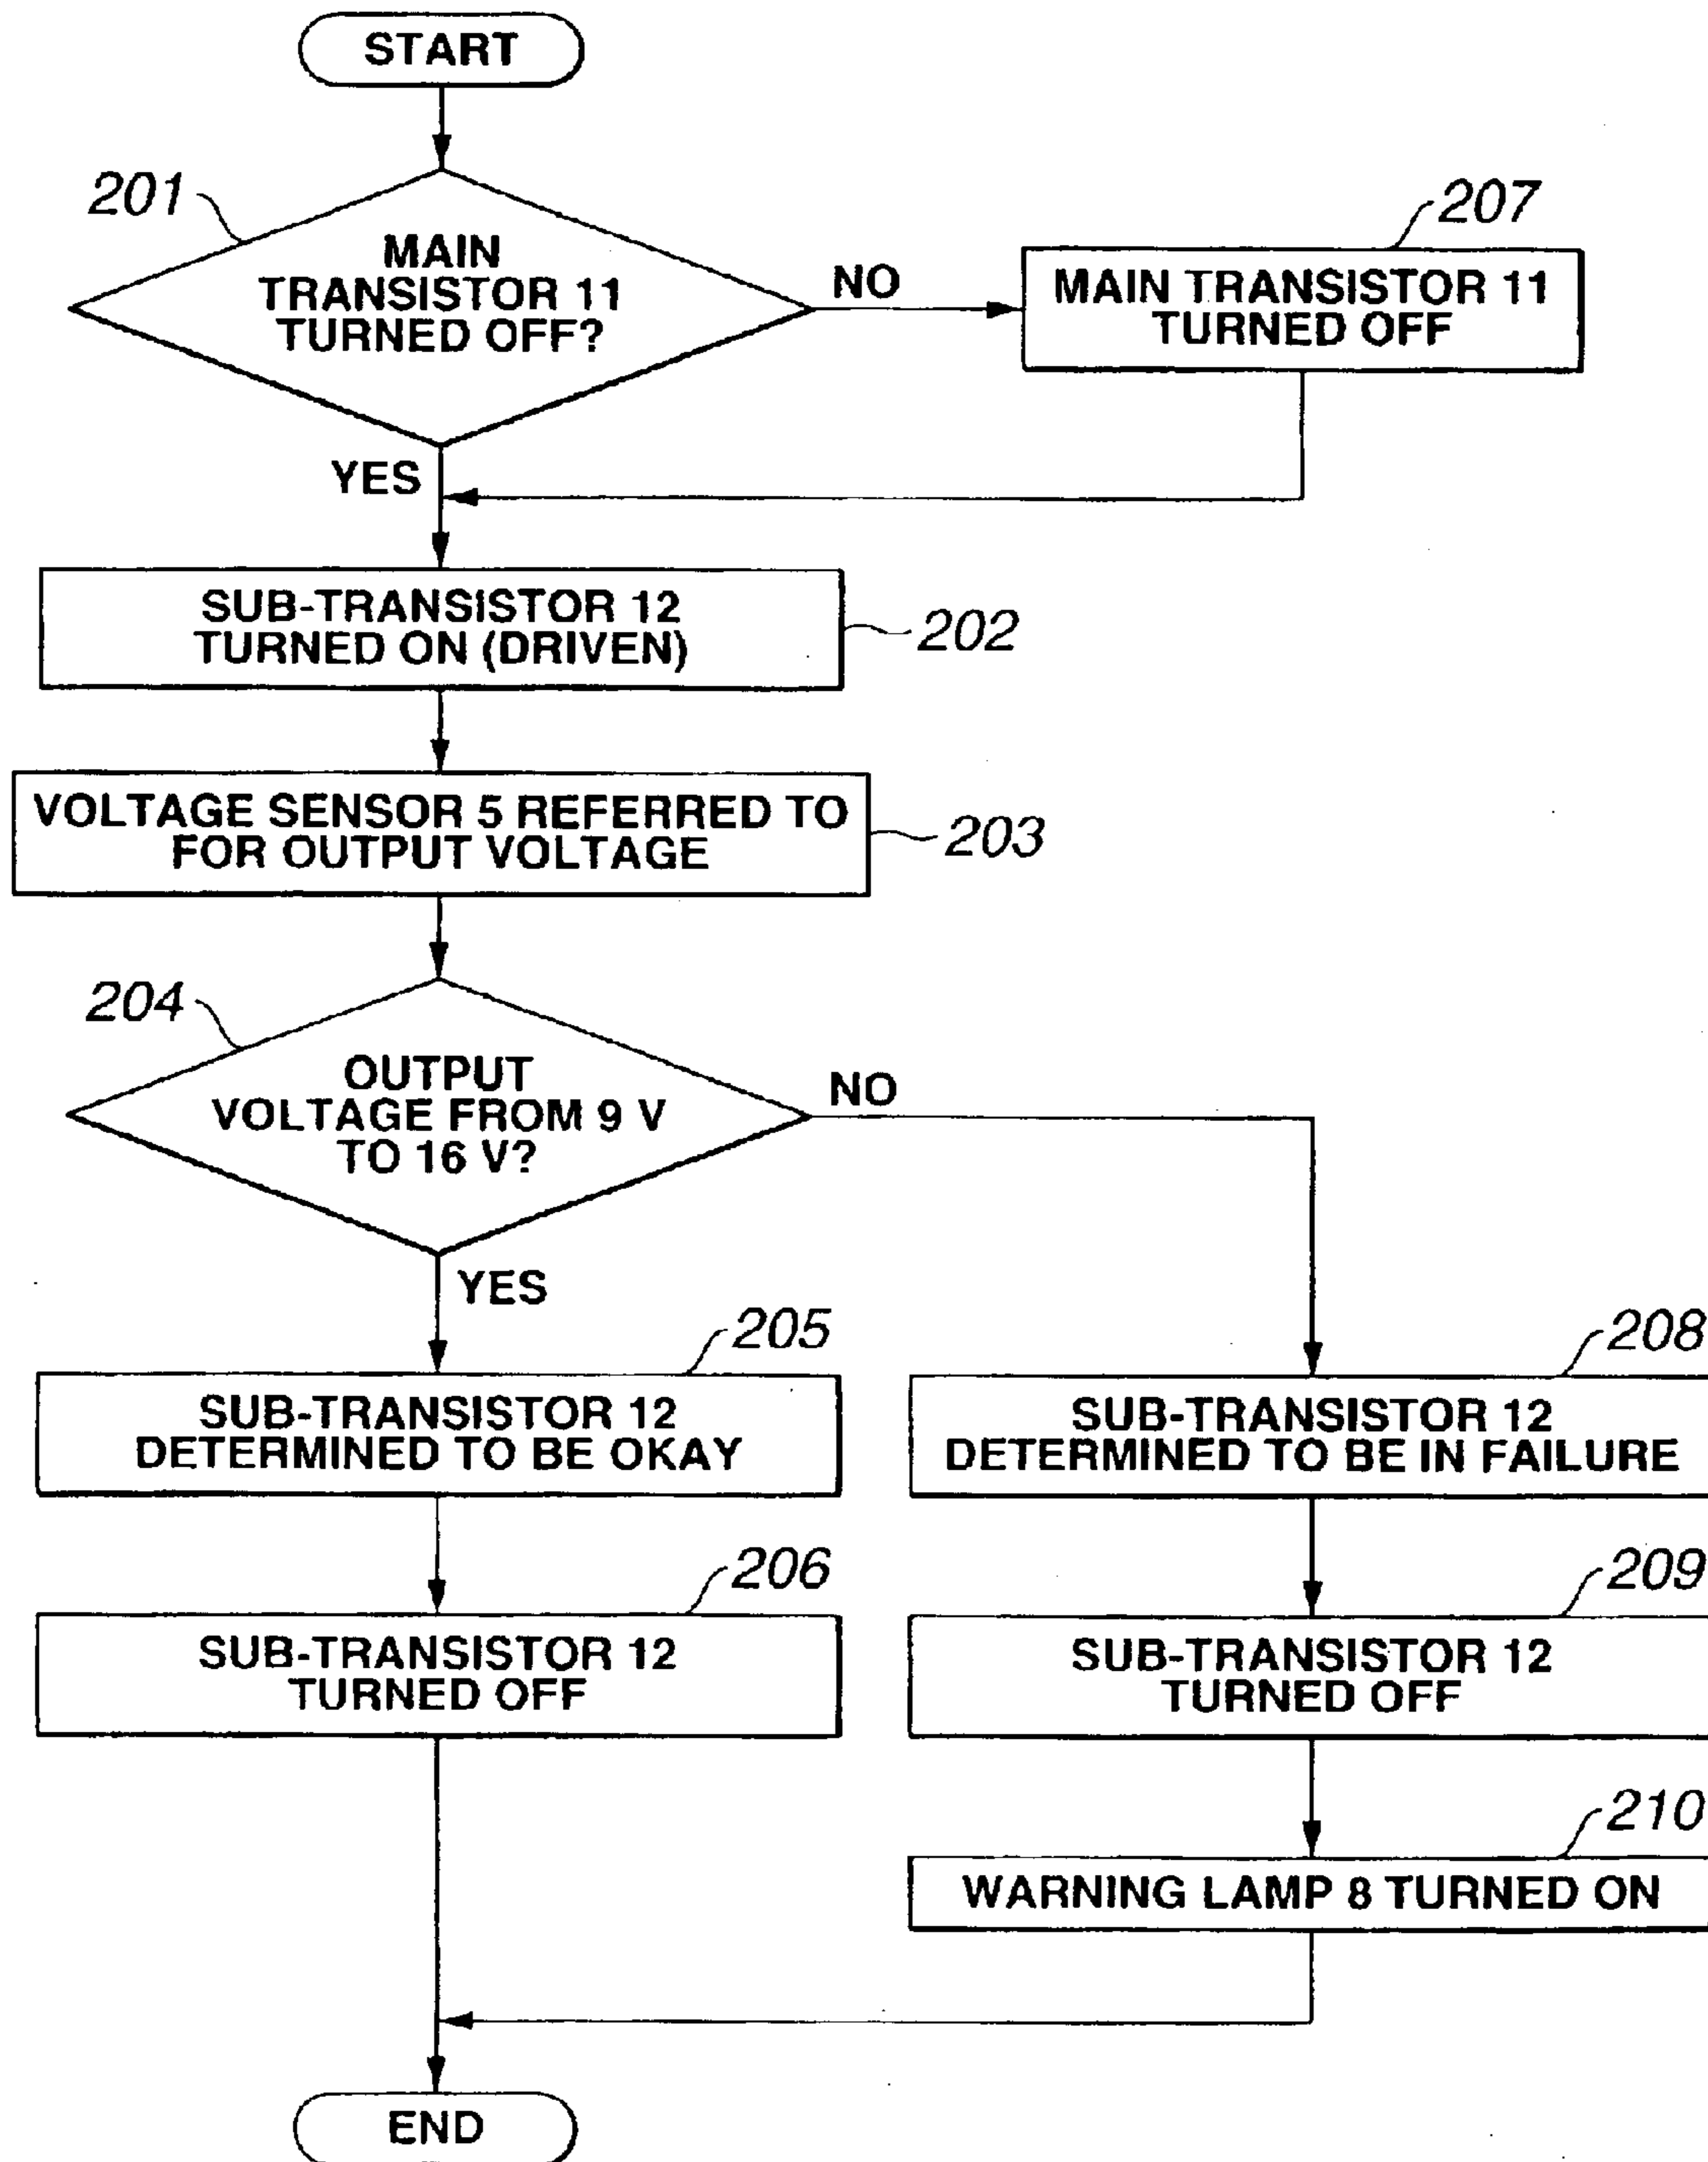 START
201
MAIN
TRANSISTOR 11
TURNED OFF?
NO
207
MAIN TRANSISTOR 11
TURNED OFF
YES
SUB-TRANSISTOR 12
TURNED ON (DRIVEN)
202
VOLTAGE SENSOR 5 REFERRED TO
FOR OUTPUT VOLTAGE
203
204
OUTPUT
VOLTAGE FROM 9 V
TO 16 V?
NO
YES
205
SUB-TRANSISTOR 12
DETERMINED TO BE OKAY
208
SUB-TRANSISTOR 12
DETERMINED TO BE IN FAILURE
206
SUB-TRANSISTOR 12
TURNED OFF
209
SUB-TRANSISTOR 12
TURNED OFF
210
WARNING LAMP 8 TURNED ON
END